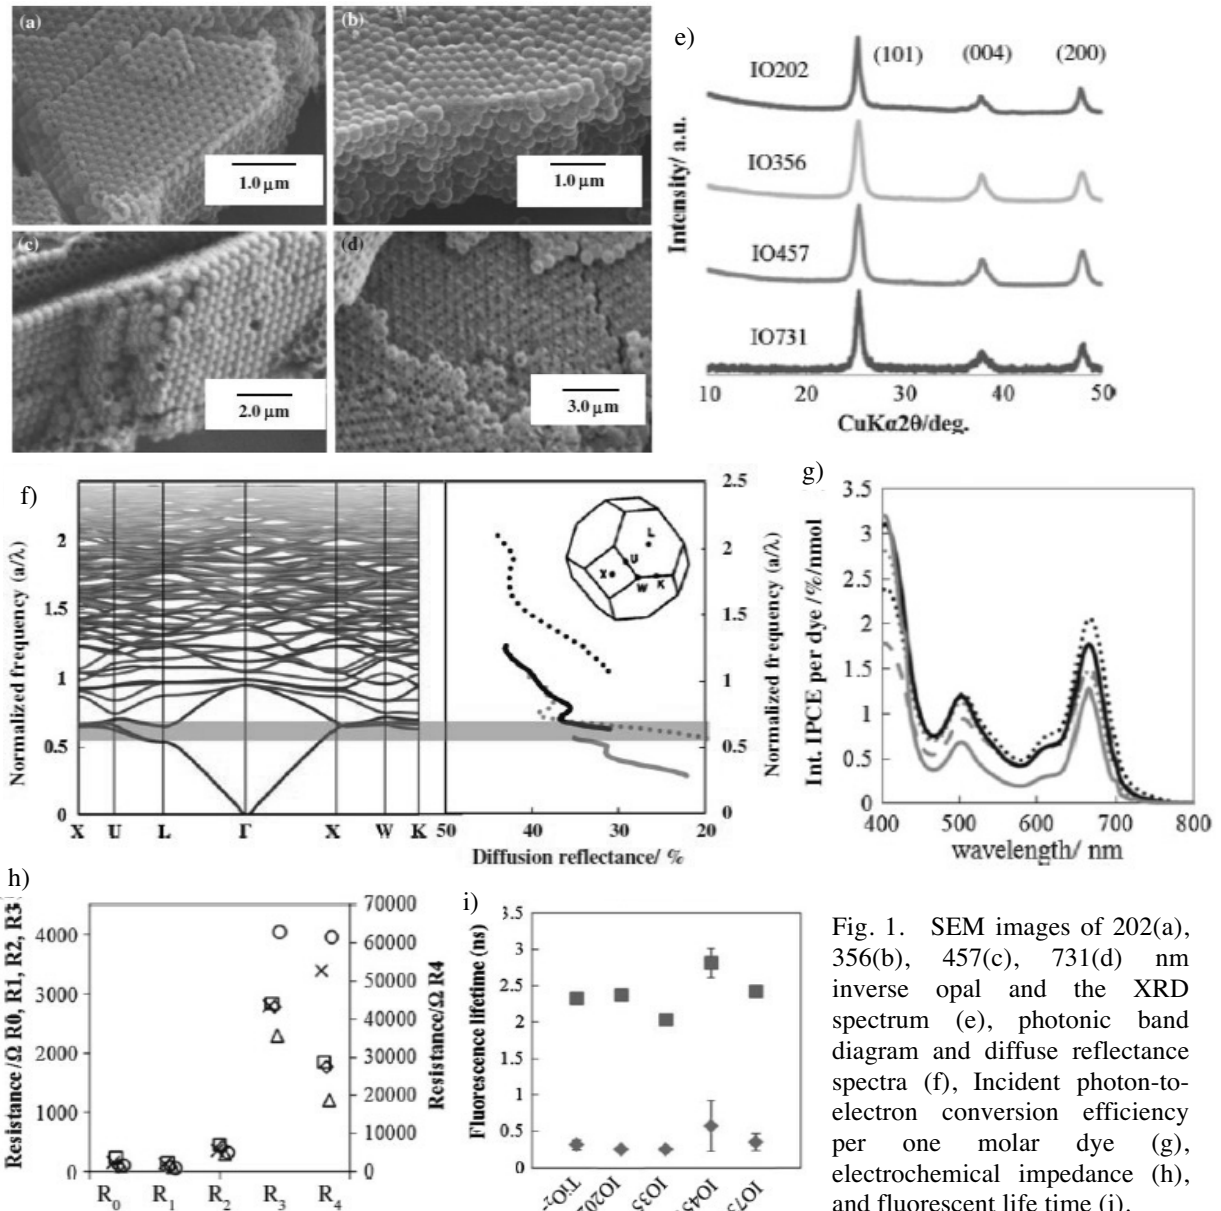 (a)
1.0 μm
(b)
1.0 μm
(c)
2.0 μm
(d)
3.0 μm
e)
IO202
(101)
(004)
(200)
IO356
IO457
IO731
Intensity/ a.u.
10
30
40
50
CuKα2θ/deg.
f)
Normalized frequency (a/λ)
2
1.5
1
0.5
0
X U L Γ X W K
L
U
X
W
K
2.5
2
1.5
1
0.5
0
Normalized frequency (a/λ)
50 40 30 20
Diffusion reflectance/ %
g)
Int. IPCE per dye /%/nmol
3.5
3
2.5
2
1.5
1
0.5
0
400 500 600 700 800
wavelength/ nm
h)
Resistance/Ω R0, R1, R2, R3
4000
3000
2000
1000
0
R0 R1 R2 R3 R4
70000
60000
50000
40000
30000
20000
10000
0
Resistance/Ω R4
i)
Fluorescence lifetime (ns)
3.5
3
2.5
2
1.5
1
0.5
0
IO202
Fig. 1. SEM images of 202(a),
356(b), 457(c), 731(d) nm
inverse opal and the XRD
spectrum (e), photonic band
diagram and diffuse reflectance
spectra (f), Incident photon-to-
electron conversion efficiency
per one molar dye (g),
electrochemical impedance (h),
and fluorescent life time (i).